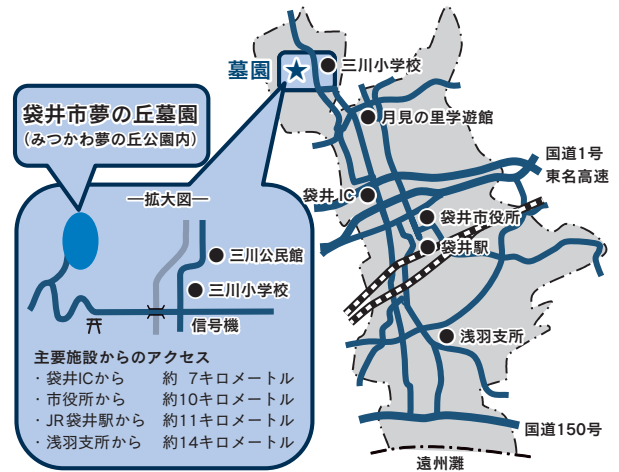 墓園
三川小学校
月見の里学遊館
国道1号
東名高速
袋井IC
袋井市役所
袋井駅
浅羽支所
国道150号
遠州灘
袋井市夢の丘墓園
(みつかわ夢の丘公園内)
―拡大図―
三川公民館
三川小学校
信号機
主要施設からのアクセス
・袋井ICから 約 7キロメートル
・市役所から 約10キロメートル
・JR袋井駅から 約11キロメートル
・浅羽支所から 約14キロメートル